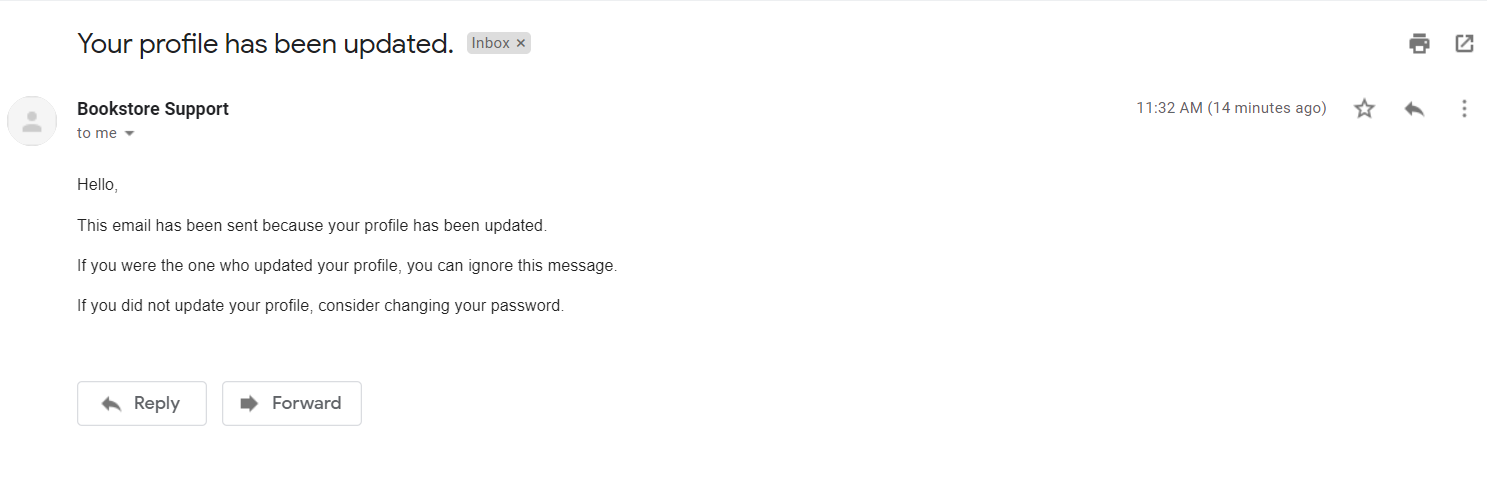 Your profile has been updated. Inbox ×
Bookstore Support 11:32 AM (14 minutes ago)
to me
Hello,
This email has been sent because your profile has been updated.
If you were the one who updated your profile, you can ignore this message.
If you did not update your profile, consider changing your password.
Reply Forward